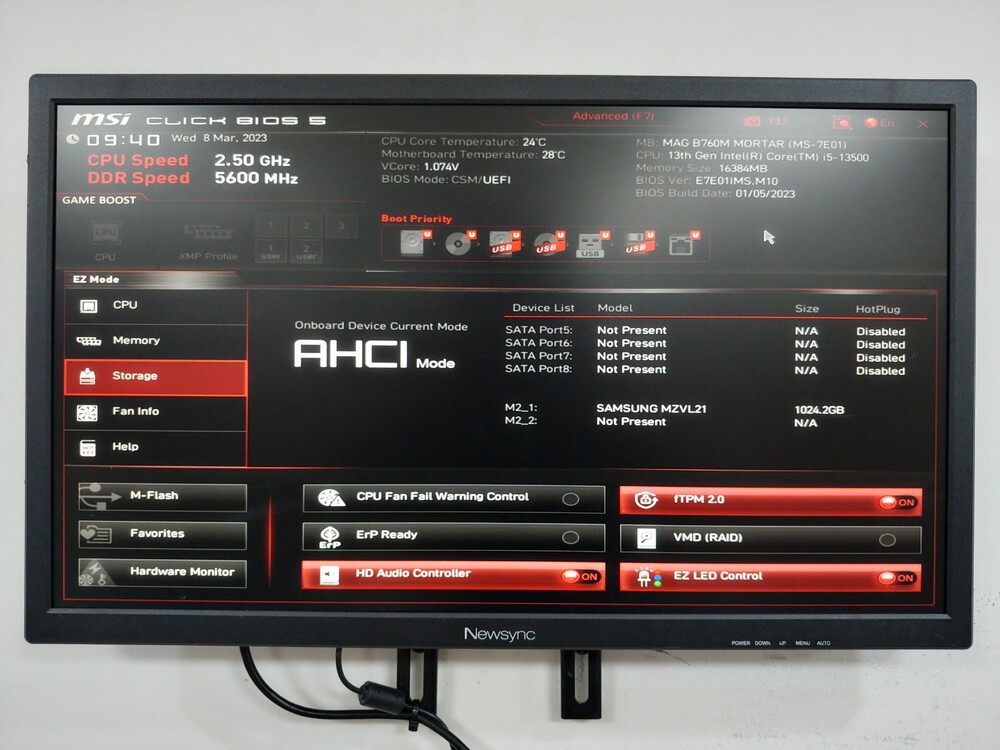 msi CLICK BIOS 5
Advanced (F7)
F12
En
09:40 Wed 8 Mar, 2023
CPU Speed 2.50 GHz
DDR Speed 5600 MHz
CPU Core Temperature: 24°C
Motherboard Temperature: 28°C
VCore: 1.074V
BIOS Mode: CSM/UEFI
MB: MAG B760M MORTAR (MS-7E01)
CPU: 13th Gen Intel(R) Core(TM) i5-13500
Memory Size: 16384MB
BIOS Ver: E7E01IMS.M10
BIOS Build Date: 01/05/2023
GAME BOOST
CPU
CPU
XMP Profile
1 2 3
1 user 2 user
Boot Priority
U U U U U U U
USB USB USB USB
EZ Mode
CPU
Memory
Storage
Fan Info
Help
Onboard Device Current Mode
AHCI Mode
Device List Model Size HotPlug
SATA Port5: Not Present N/A Disabled
SATA Port6: Not Present N/A Disabled
SATA Port7: Not Present N/A Disabled
SATA Port8: Not Present N/A Disabled
M2_1: SAMSUNG MZVL21 1024.2GB
M2_2: Not Present N/A
M-Flash
Favorites
Hardware Monitor
CPU Fan Fail Warning Control
ErP
ErP Ready
HD Audio Controller ON
fTPM 2.0 ON
VMD (RAID)
EZ LED Control ON
Newsync
POWER DOWN UP MENU AUTO